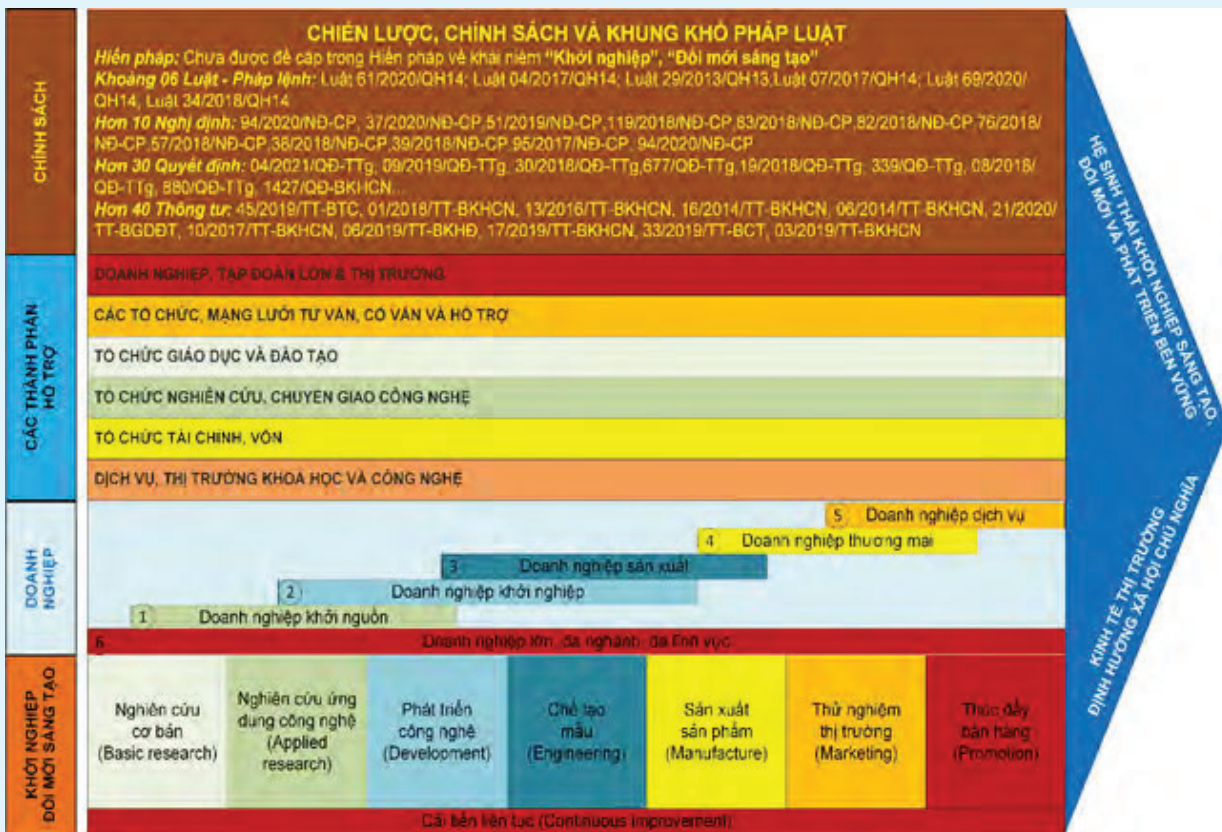 CHÍNH SÁCH
CHIẾN LƯỢC, CHÍNH SÁCH VÀ KHUNG KHỔ PHÁP LUẬT
Hiến pháp: Chưa được đề cập trong Hiến pháp về khái niệm “Khởi nghiệp”, “Đổi mới sáng tạo”
Khoảng 06 Luật - Pháp lệnh: Luật 61/2020/QH14; Luật 04/2017/QH14; Luật 29/2013/QH13,Luật 07/2017/QH14; Luật 69/2020/
QH14, Luật 34/2018/QH14
Hơn 10 Nghị định: 94/2020/NĐ-CP, 37/2020/NĐ-CP,51/2019/NĐ-CP,119/2018/NĐ-CP,63/2018/NĐ-CP,82/2018/NĐ-CP,76/2018/
NĐ-CP,57/2018/NĐ-CP,38/2018/NĐ-CP,39/2018/NĐ-CP,95/2017/NĐ-CP, 94/2020/NĐ-CP
Hơn 30 Quyết định: 04/2021/QĐ-TTg, 09/2019/QĐ-TTg, 30/2018/QĐ-TTg,677/QĐ-TTg,19/2018/QĐ-TTg, 339/QĐ-TTg, 08/2018/
QĐ-TTg, 880/QĐ-TTg, 1427/QĐ-BKHCN...
Hơn 40 Thông tư: 45/2019/TT-BTC, 01/2018/TT-BKHCN, 13/2016/TT-BKHCN, 16/2014/TT-BKHCN, 06/2014/TT-BKHCN, 21/2020/
TT-BGDĐT, 10/2017/TT-BKHCN, 06/2019/TT-BKHĐ, 17/2019/TT-BKHCN, 33/2019/TT-BCT, 03/2019/TT-BKHCN
CÁC THÀNH PHẦN
HỖ TRỢ
DOANH NGHIỆP, TẬP ĐOÀN LỚN & THỊ TRƯỜNG
CÁC TỔ CHỨC, MẠNG LƯỚI TƯ VẤN, CỐ VẤN VÀ HỖ TRỢ
TỔ CHỨC GIÁO DỤC VÀ ĐÀO TẠO
TỔ CHỨC NGHIÊN CỨU, CHUYỂN GIAO CÔNG NGHỆ
TỔ CHỨC TÀI CHÍNH, VỐN
DỊCH VỤ, THỊ TRƯỜNG KHOA HỌC VÀ CÔNG NGHỆ
DOANH
NGHIỆP
5 Doanh nghiệp dịch vụ
4 Doanh nghiệp thương mại
3 Doanh nghiệp sản xuất
2 Doanh nghiệp khởi nghiệp
1 Doanh nghiệp khởi nguồn
6 Doanh nghiệp lớn, đa nghành, đa lĩnh vực
KHỞI NGHIỆP
ĐỔI MỚI SÁNG TẠO
Nghiên cứu
cơ bản
(Basic research)
Nghiên cứu ứng
dụng công nghệ
(Applied
research)
Phát triển
công nghệ
(Development)
Chế tạo
mẫu
(Engineering)
Sản xuất
sản phẩm
(Manufacture)
Thử nghiệm
thị trường
(Marketing)
Thúc đẩy
bán hàng
(Promotion)
Cải tiến liên tục (Continuous improvement)
HỆ SINH THÁI KHỞI NGHIỆP SÁNG TẠO,
ĐỔI MỚI VÀ PHÁT TRIỂN BỀN VỮNG
KINH TẾ THỊ TRƯỜNG
ĐỊNH HƯỚNG XÃ HỘI CHỦ NGHĨA